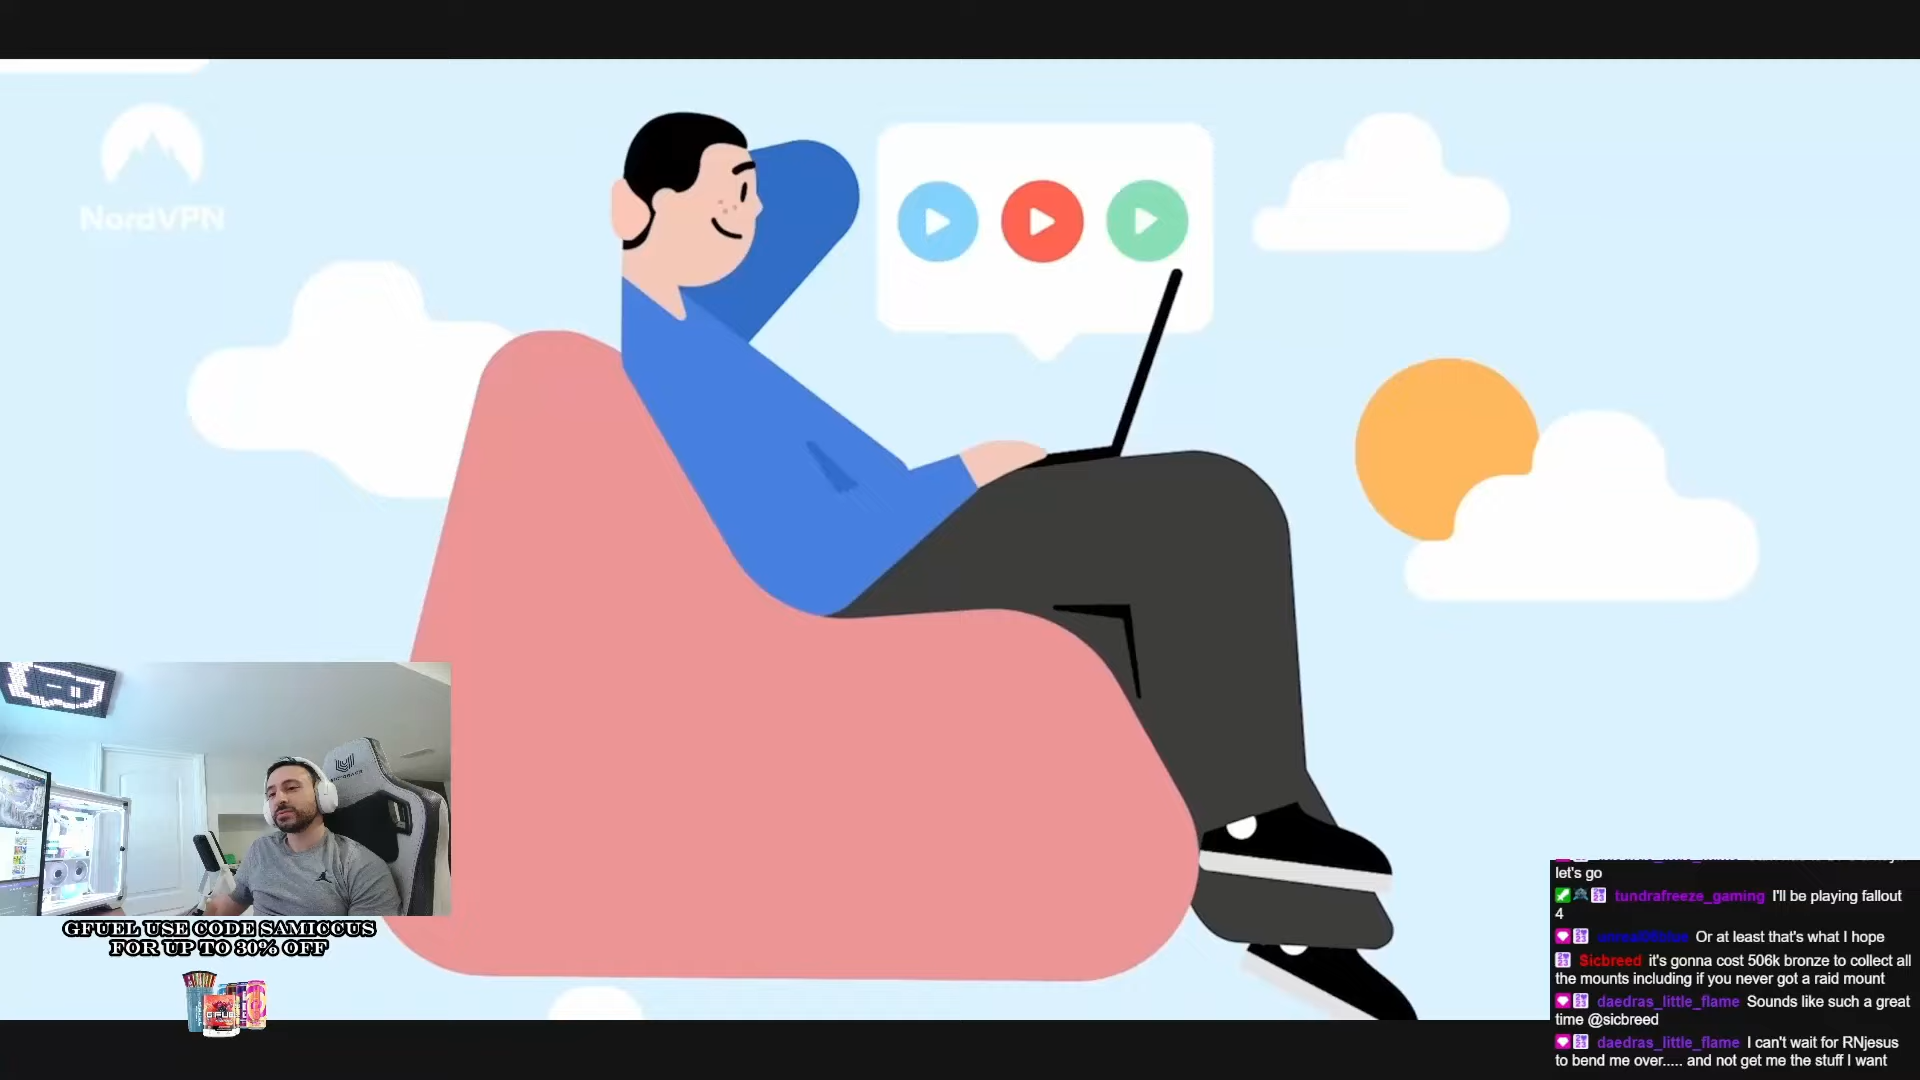 NordVPN
GFUEL USE CODE SAMICCUS
FOR UP TO 30% OFF
GFUEL
let's go
tundrafreeze_gaming I'll be playing fallout
4
Or at least that's what I hope
Sicbreed it's gonna cost 506k bronze to collect all
the mounts including if you never got a raid mount
daedras_little_flame Sounds like such a great
time @sicbreed
daedras_little_flame I can't wait for RNjesus
to bend me over..... and not get me the stuff I want